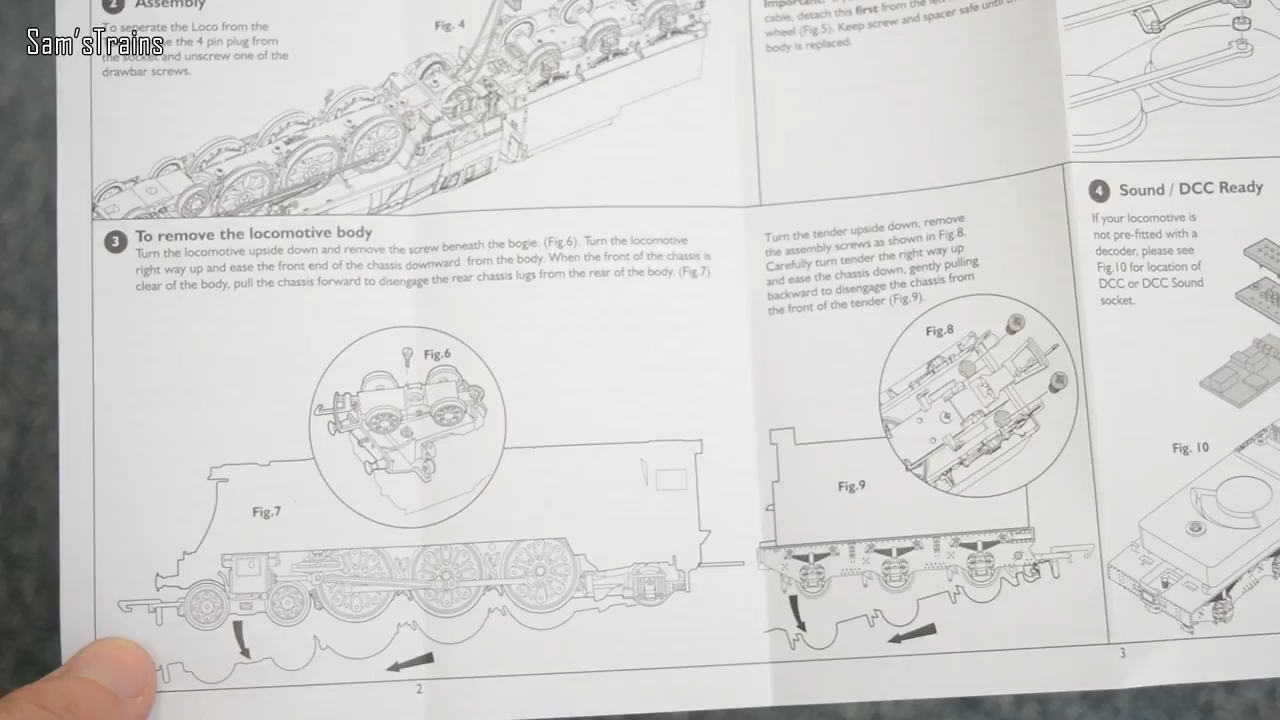 Sam'sTrains
2 Assembly
To seperate the Loco from the
e the 4 pin plug from
the socket and unscrew one of the
drawbar screws.
Fig. 4
Important:
cable, detach this first from the left
wheel (Fig.5). Keep screw and spacer safe until
body is replaced.
3 To remove the locomotive body
Turn the locomotive upside down and remove the screw beneath the bogie. (Fig.6). Turn the locomotive
right way up and ease the front end of the chassis downward from the body. When the front of the chassis is
clear of the body, pull the chassis forward to disengage the rear chassis lugs from the rear of the body. (Fig.7)
Fig.6
Fig.7
2
Turn the tender upside down, remove
the assembly screws as shown in Fig.8.
Carefully turn tender the right way up
and ease the chassis down, gently pulling
backward to disengage the chassis from
the front of the tender (Fig.9).
Fig.8
Fig.9
4 Sound / DCC Ready
If your locomotive is
not pre-fitted with a
decoder, please see
Fig.10 for location of
DCC or DCC Sound
socket.
Fig. 10
3